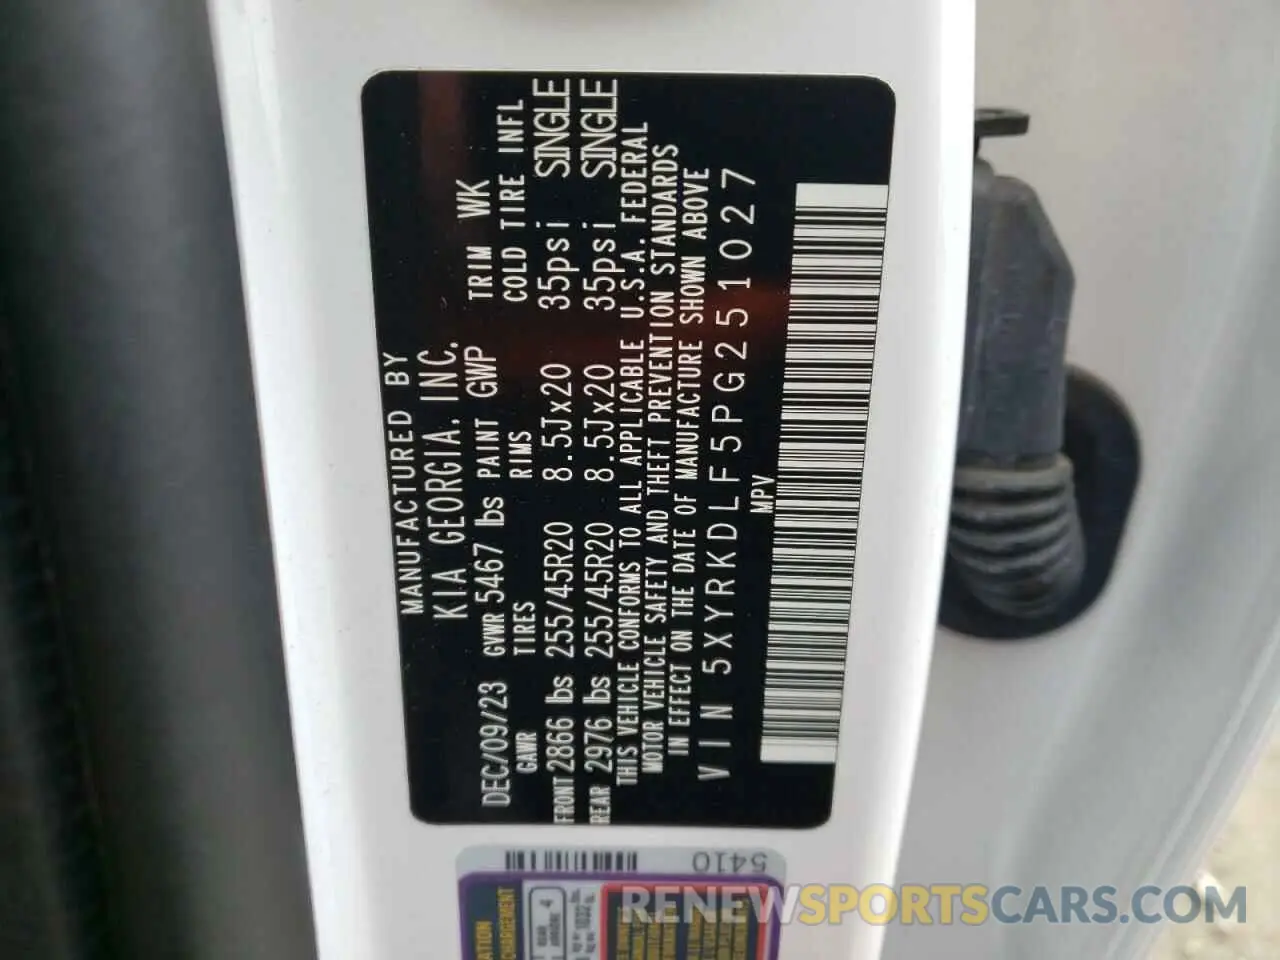 MANUFACTURED BY
KIA GEORGIA, INC.
DEC/09/23 GVWR 5467 lbs PAINT GWP TRIM WK
GAWR TIRES RIMS COLD TIRE INFL
FRONT 2866 lbs 255/45R20 8.5Jx20 35psi SINGLE
REAR 2976 lbs 255/45R20 8.5Jx20 35psi SINGLE
THIS VEHICLE CONFORMS TO ALL APPLICABLE U.S.A. FEDERAL
MOTOR VEHICLE SAFETY AND THEFT PREVENTION STANDARDS
IN EFFECT ON THE DATE OF MANUFACTURE SHOWN ABOVE
VIN 5XYRKDLF5PG251027
MPV
5410
RENEWSPORTSCARS.COM